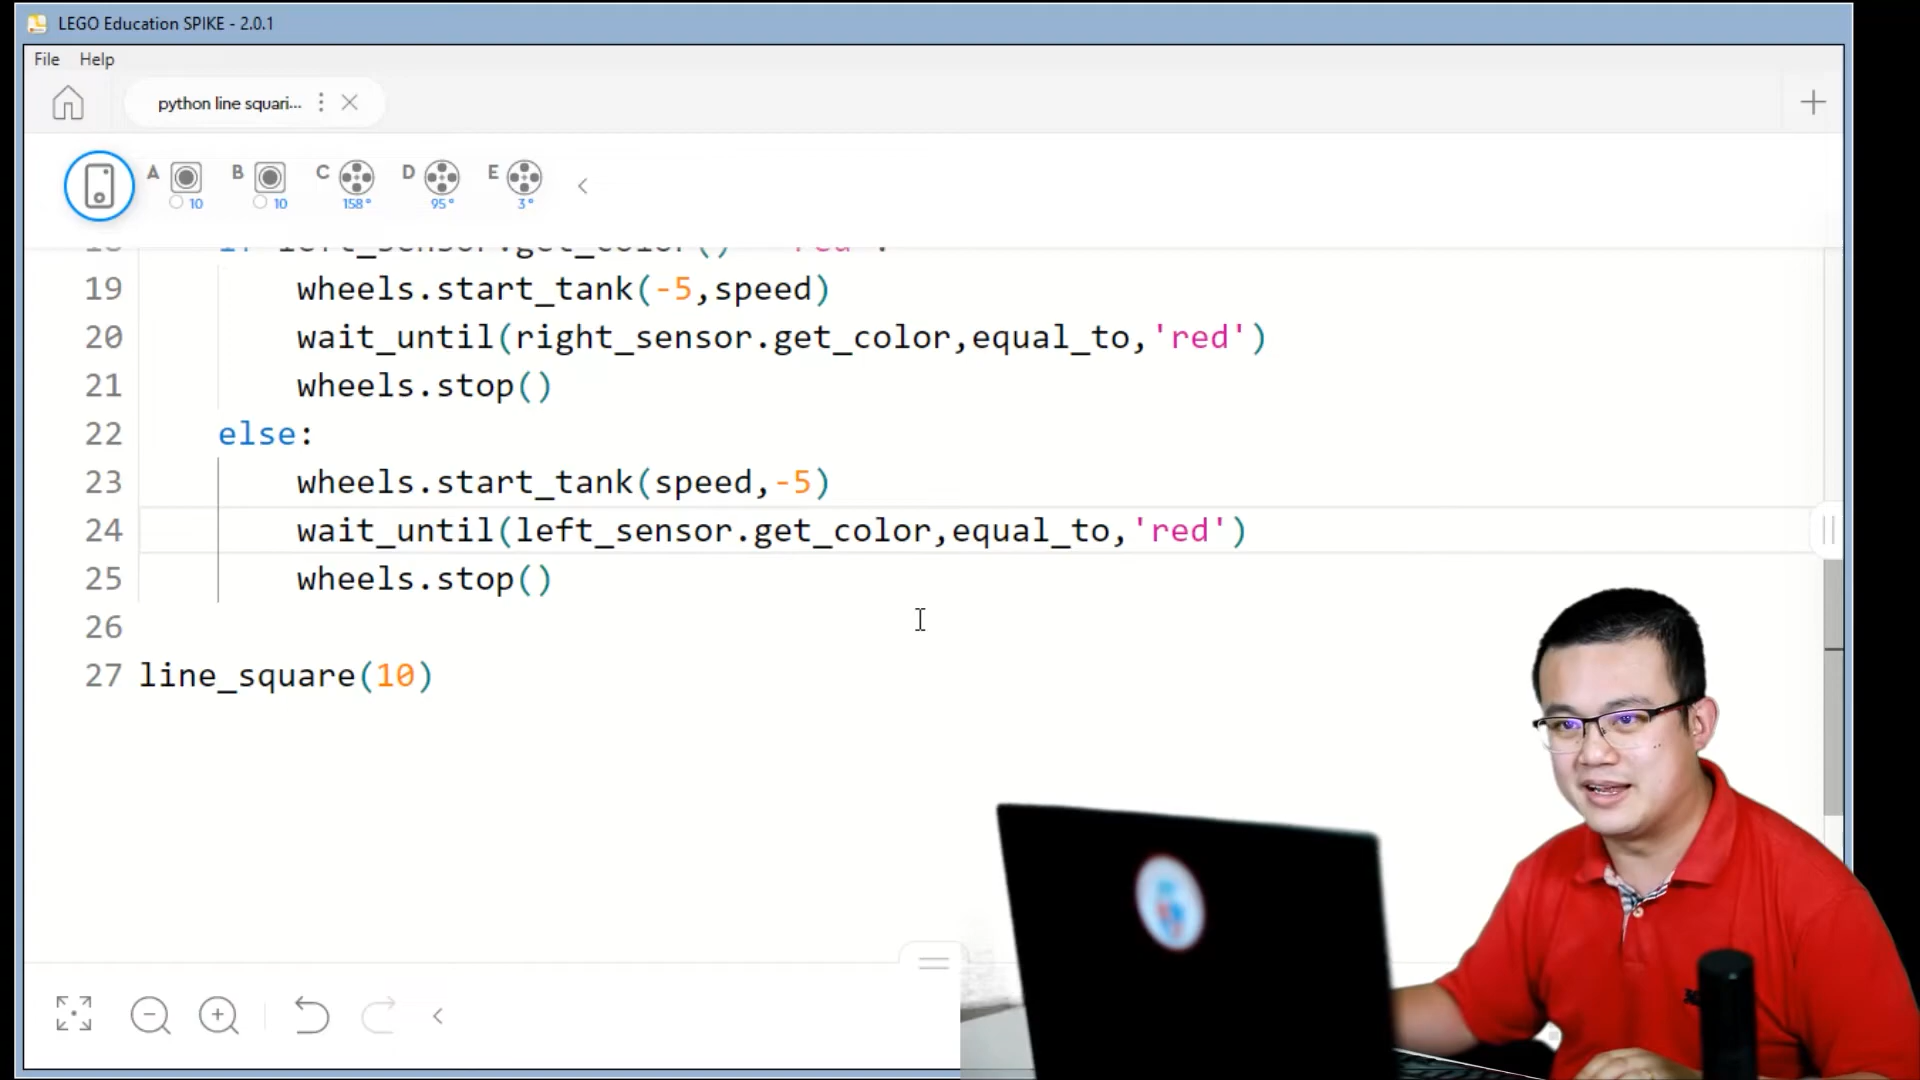 LEGO Education SPIKE - 2.0.1
File Help
python line squari...
A B C D E
10 10 158° 95° 3°
19 wheels.start_tank(-5,speed)
20 wait_until(right_sensor.get_color,equal_to,'red')
21 wheels.stop()
22 else:
23 wheels.start_tank(speed,-5)
24 wait_until(left_sensor.get_color,equal_to,'red')
25 wheels.stop()
26
27 line_square(10)